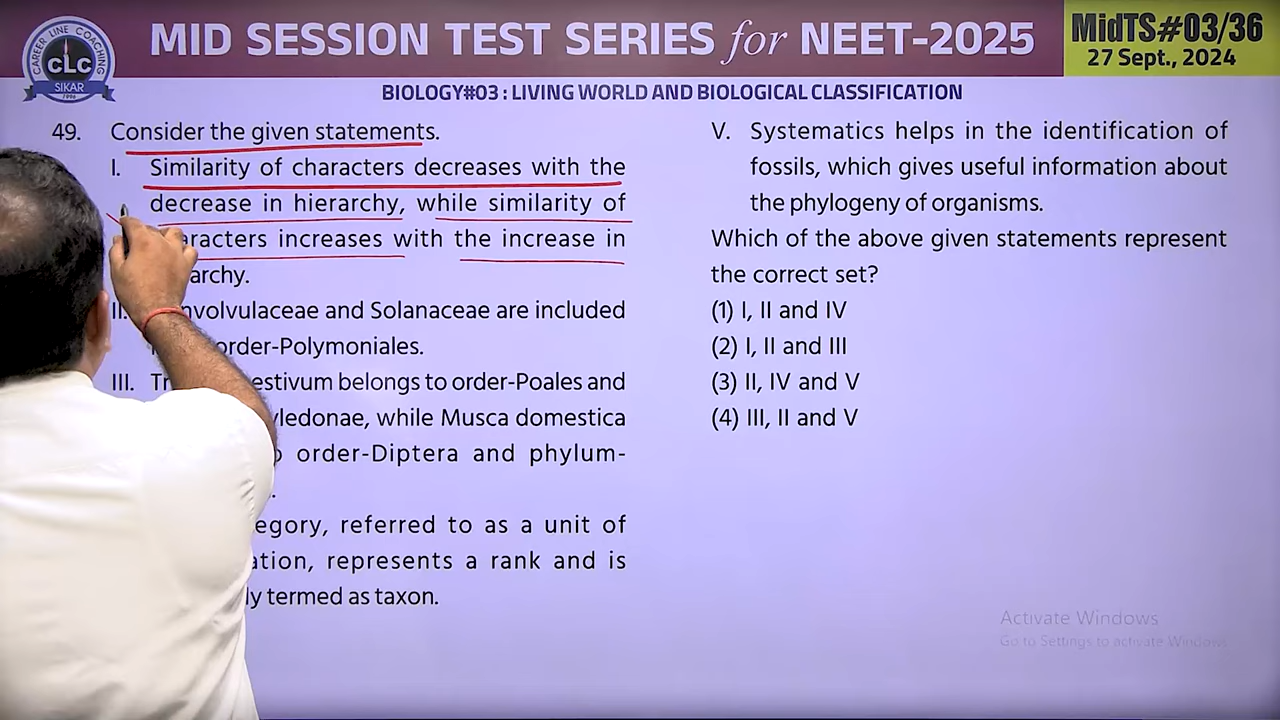 CAREER LINE COACHING
CLC
SIKAR
1996
MID SESSION TEST SERIES for NEET-2025
MidTS#03/36
27 Sept., 2024
BIOLOGY#03 : LIVING WORLD AND BIOLOGICAL CLASSIFICATION
49. Consider the given statements.
I. Similarity of characters decreases with the
decrease in hierarchy, while similarity of
aracters increases with the increase in
archy.
II. nvolvulaceae and Solanaceae are included
order-Polymoniales.
III. Tr estivum belongs to order-Poales and
yledonae, while Musca domestica
order-Diptera and phylum-
egory, referred to as a unit of
ation, represents a rank and is
ly termed as taxon.
V. Systematics helps in the identification of
fossils, which gives useful information about
the phylogeny of organisms.
Which of the above given statements represent
the correct set?
(1) I, II and IV
(2) I, II and III
(3) II, IV and V
(4) III, II and V
Activate Windows
Go to Settings to activate Windows.